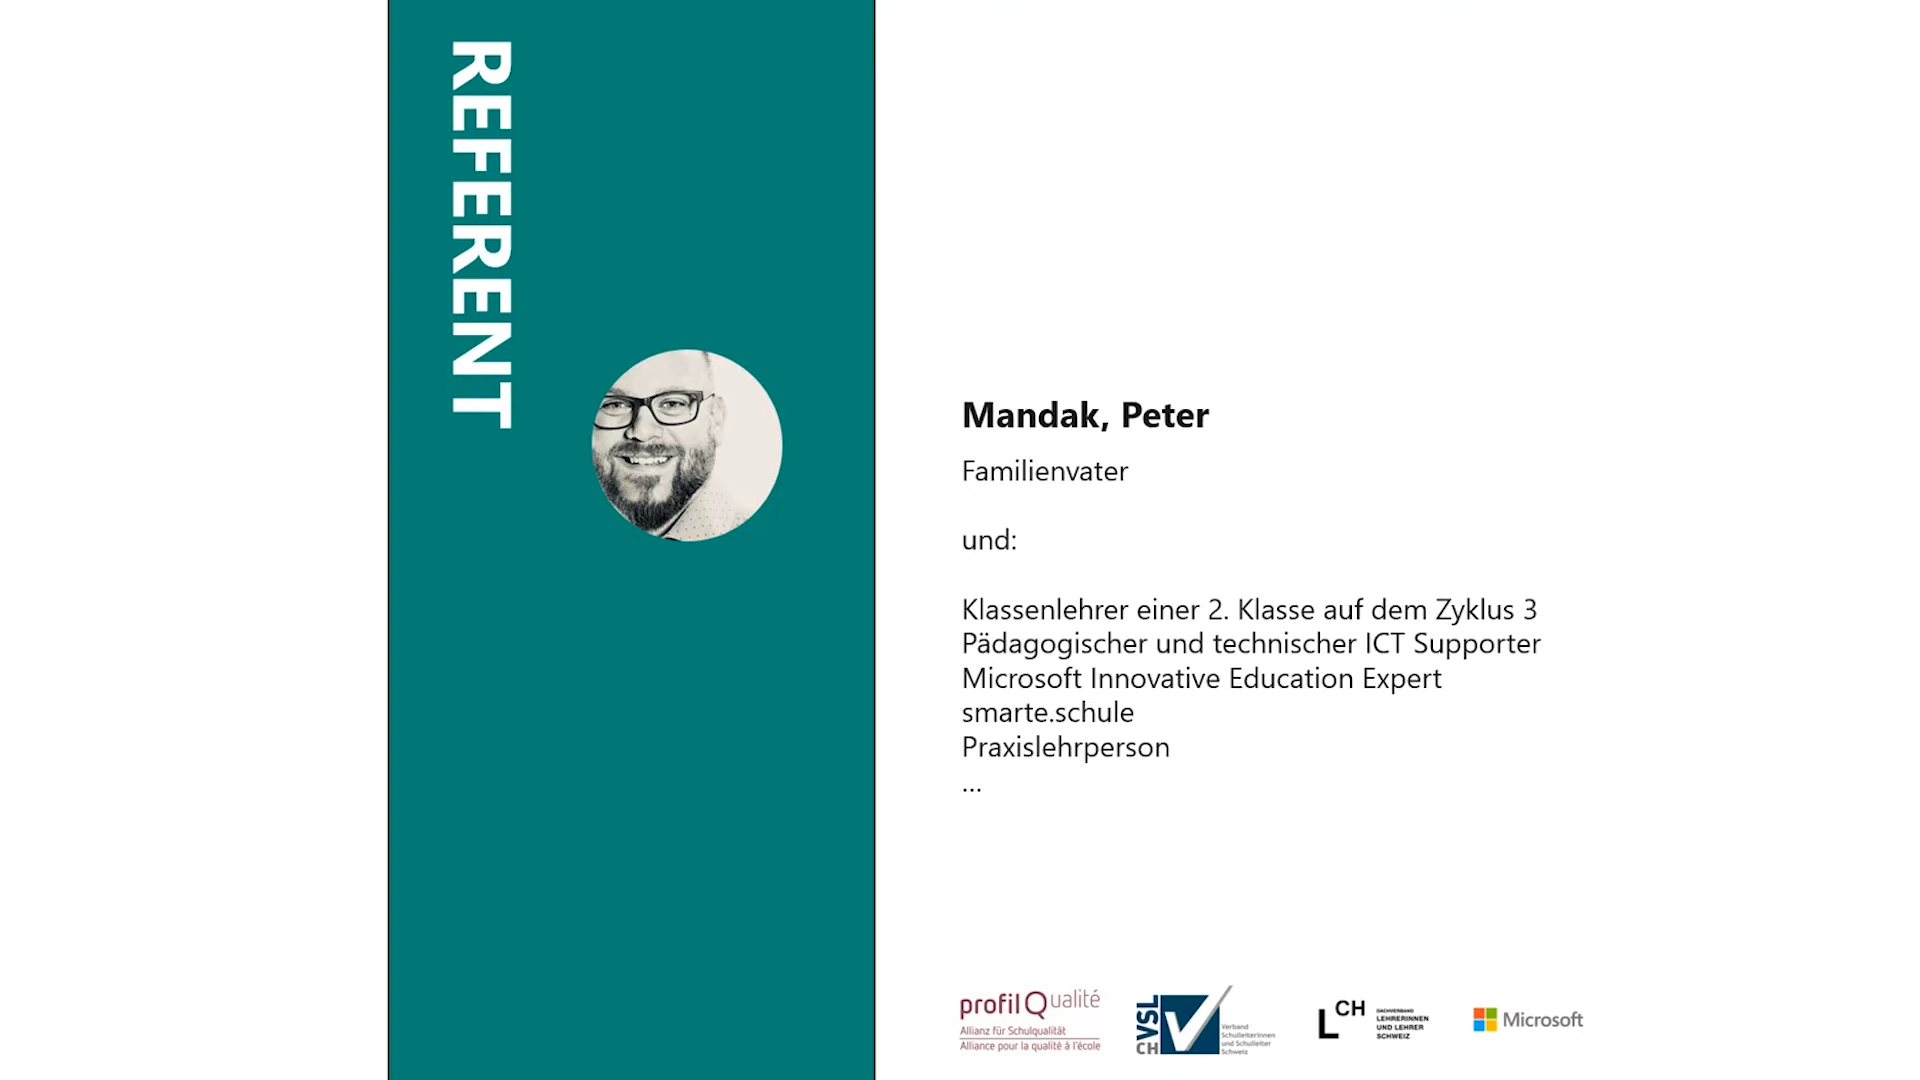 REFERENT
Mandak, Peter
Familienvater
und:
Klassenlehrer einer 2. Klasse auf dem Zyklus 3
Pädagogischer und technischer ICT Supporter
Microsoft Innovative Education Expert
smarte.schule
Praxislehrperson
...
profilQualité
Allianz für Schulqualität
Alliance pour la qualité à l'école
CHVSL
Verband
SchulleiterInnen
und Schulleiter
Schweiz
LCH
DACHVERBAND
LEHRERINNEN
UND LEHRER
SCHWEIZ
Microsoft